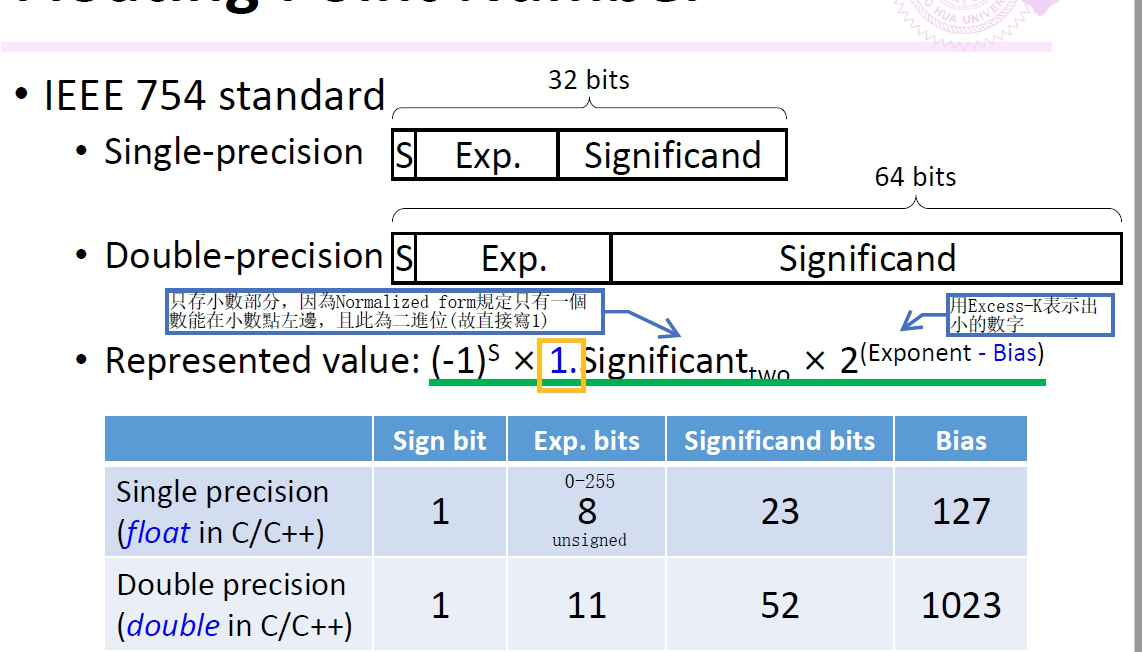 HUA UNIVER
• IEEE 754 standard
32 bits
• Single-precision
S Exp. Significand
64 bits
• Double-precision
S Exp. Significand
只存小數部分，因為Normalized form規定只有一個
數能在小數點左邊，且此為二進位(故直接寫1)
用Excess-K表示出
小的數字
• Represented value: (-1)^S × 1.Significant_two × 2^(Exponent - Bias)
Sign bit Exp. bits Significand bits Bias
Single precision
(float in C/C++)
1
0-255
8
unsigned
23
127
Double precision
(double in C/C++)
1
11
52
1023